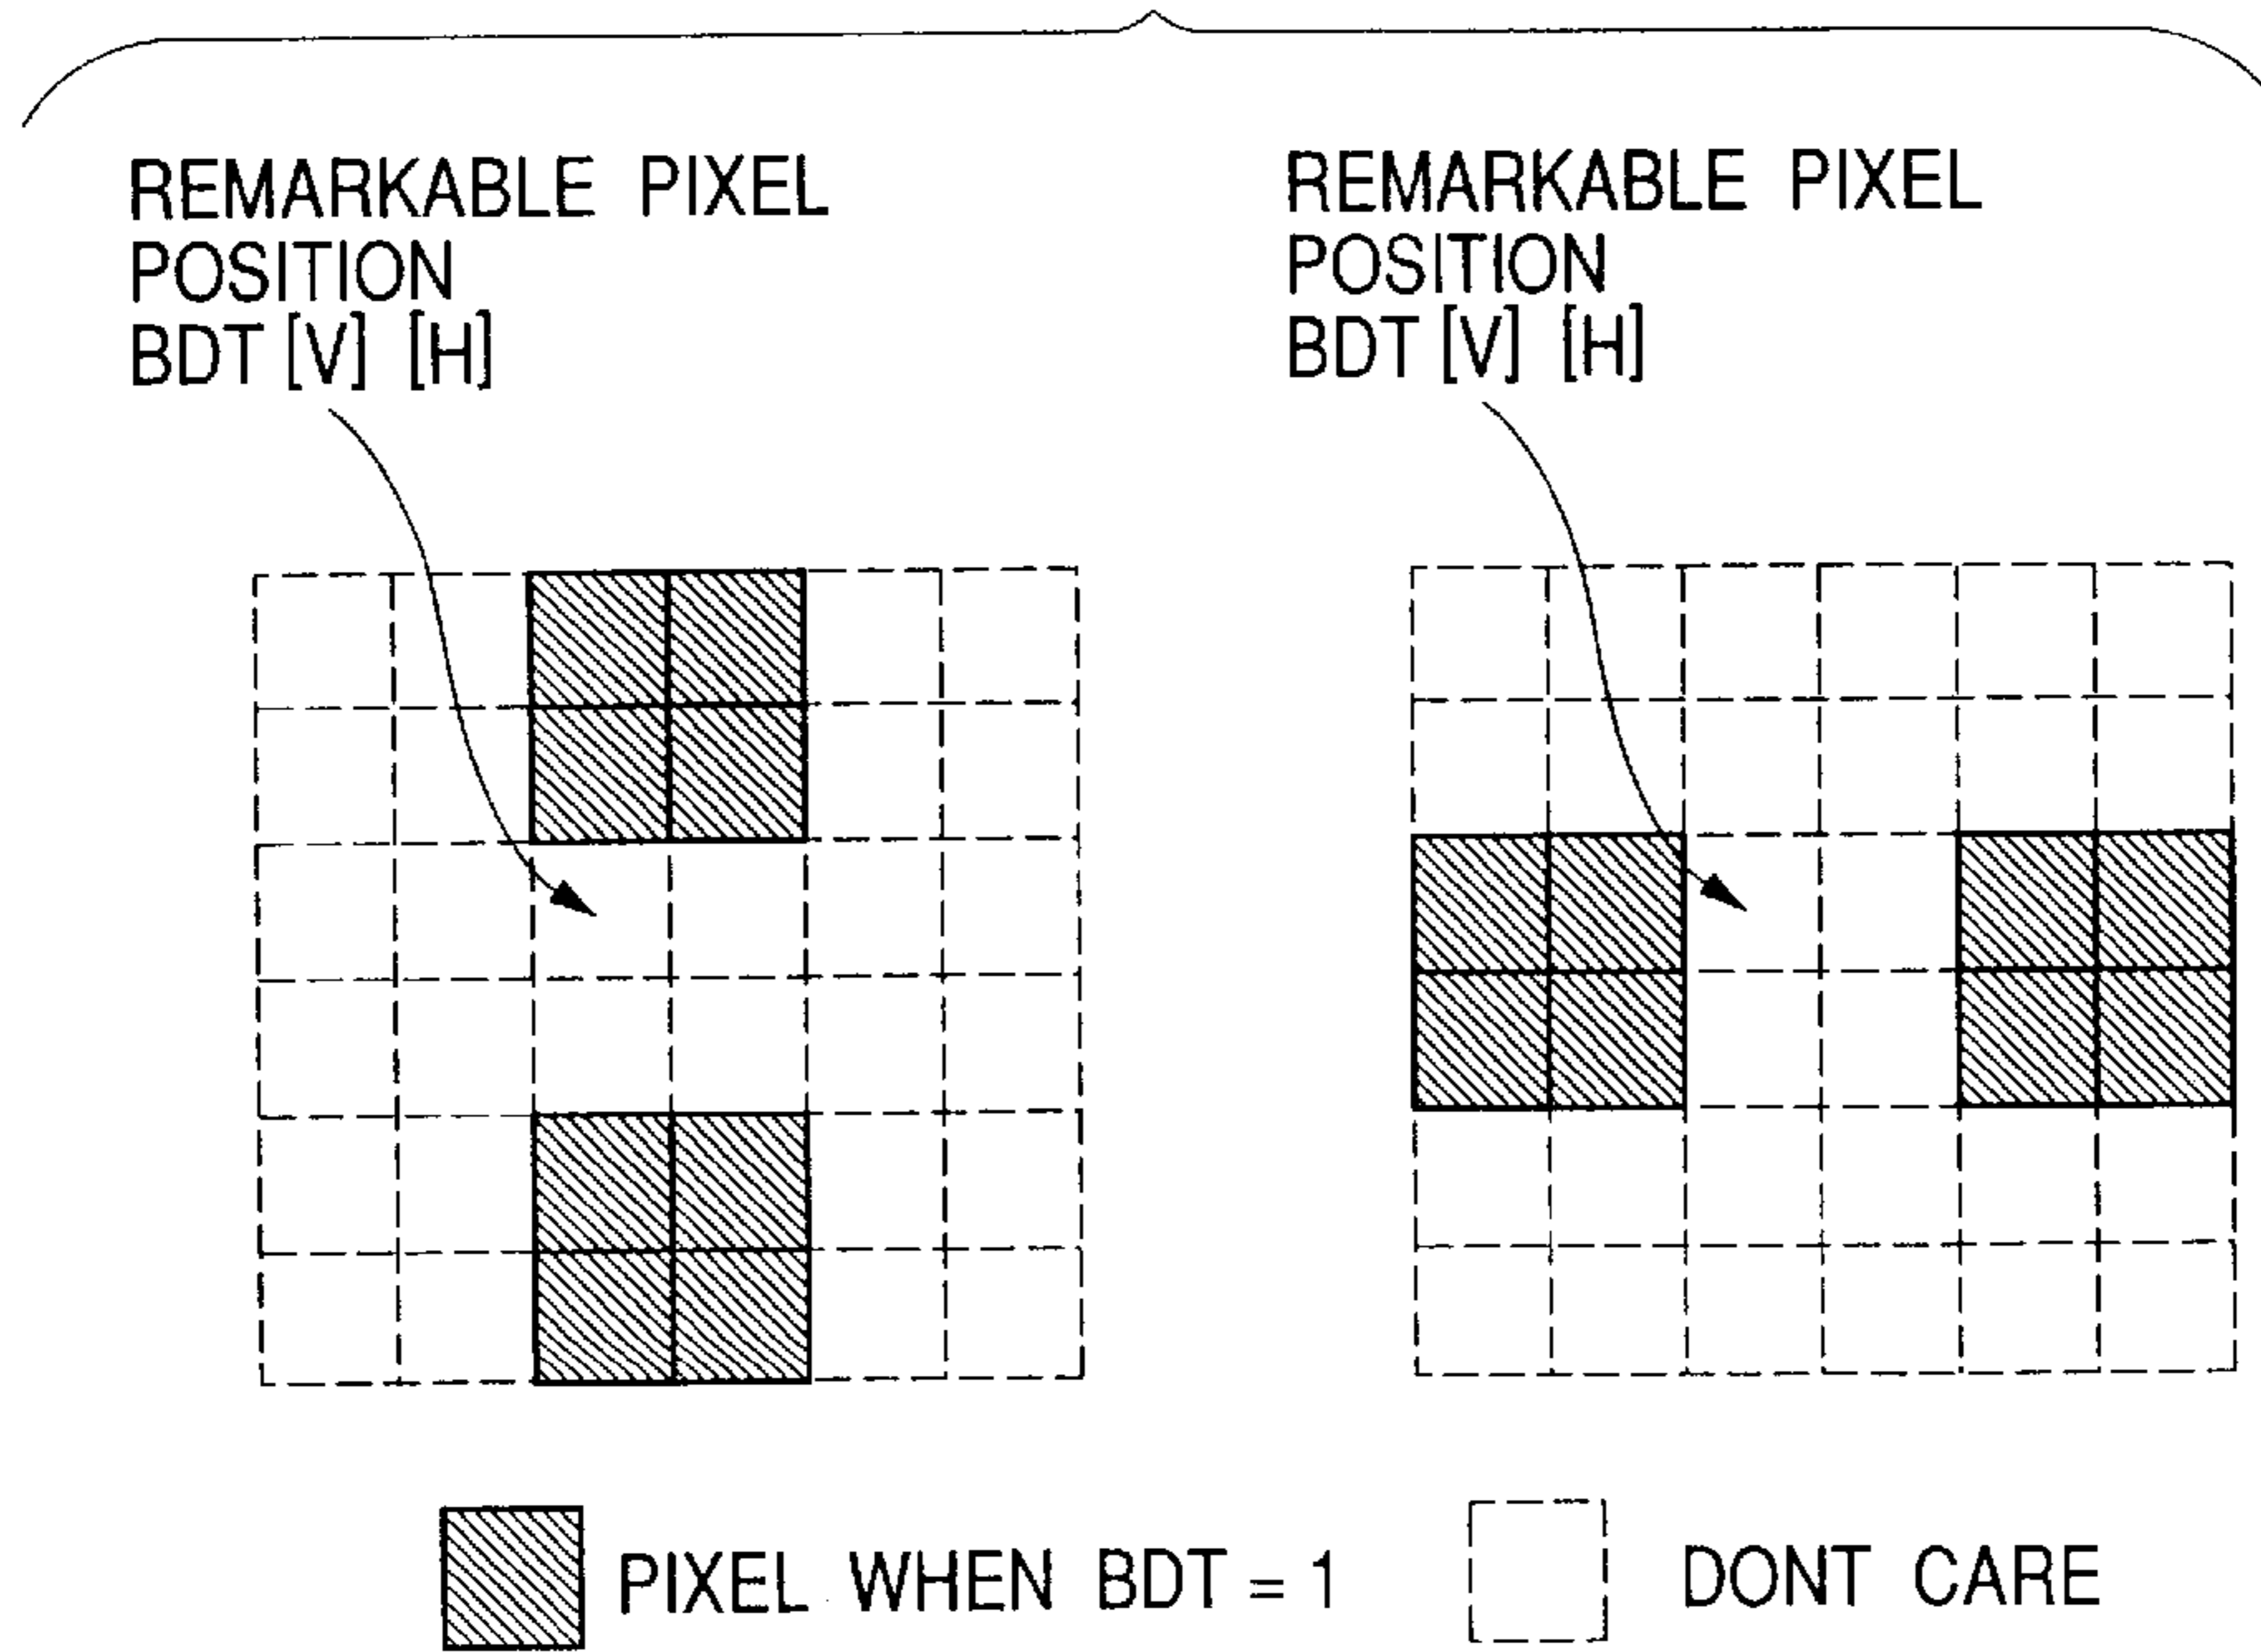 REMARKABLE PIXEL
POSITION
BDT [V] [H]
REMARKABLE PIXEL
POSITION
BDT [V] [H]
PIXEL WHEN BDT = 1
DONT CARE